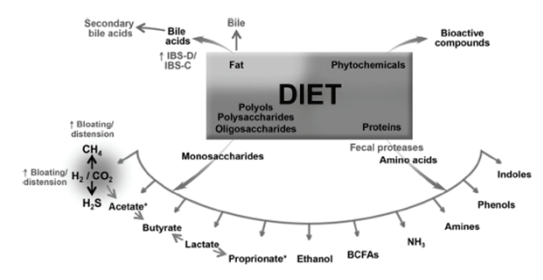 Secondary
bile acids
Bile
acids
Bile
↑ IBS-D/
IBS-C
Fat
Phytochemicals
Bioactive
compounds
DIET
Polyols
Polysaccharides
Oligosaccharides
Proteins
Fecal proteases
Monosaccharides
Amino acids
↑ Bloating/
distension
CH₄
↑ Bloating/
distension
H₂ / CO₂
H₂S
Acetate*
Butyrate
Lactate
Proprionate*
Ethanol
BCFAs
NH₃
Amines
Phenols
Indoles